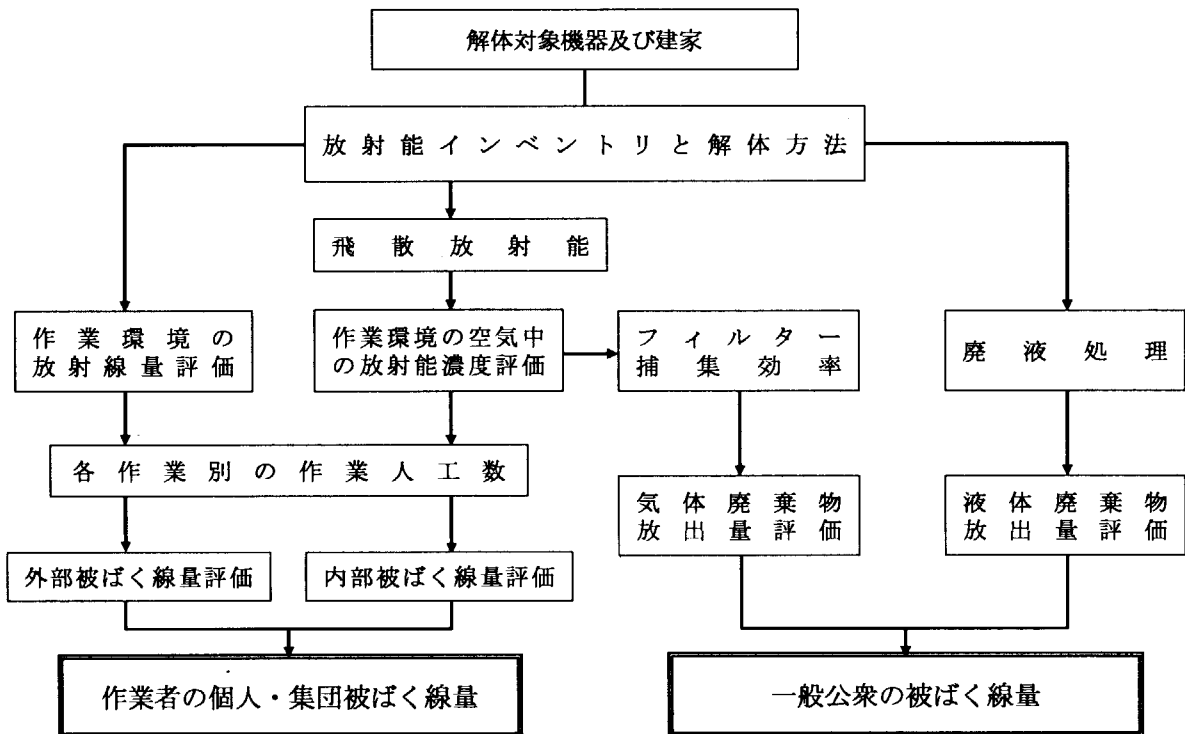 解体対象機器及び建家
放射能インベントリと解体方法
飛散放射能
作業環境の
放射線量評価
作業環境の空気中
の放射能濃度評価
フィルター
捕集効率
廃液処理
各作業別の作業人工数
気体廃棄物
放出量評価
液体廃棄物
放出量評価
外部被ばく線量評価
内部被ばく線量評価
作業者の個人・集団被ばく線量
一般公衆の被ばく線量